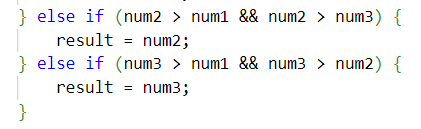 } else if (num2 > num1 && num2 > num3) {
result = num2;
} else if (num3 > num1 && num3 > num2) {
result = num3;
}